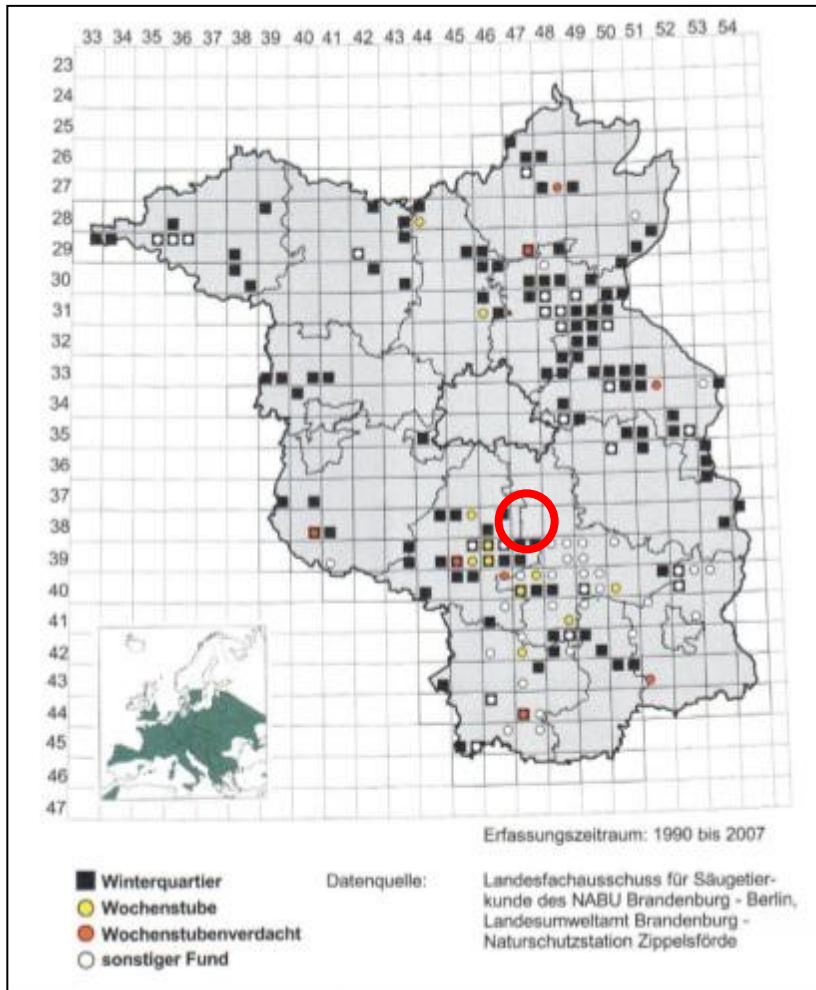 33 34 35 36 38 39 40 42 43 44 45 46 47 48 49 50 51 52 53 54
23
24
25
26
27
28
29
30
31
32
33
34
35
36
37
38
39
40
41
42
43
44
45
46
47
Erfassungszeitraum: 1990 bis 2007
Winterquartier
Wochenstube
Wochenstubenverdacht
sonstiger Fund
Datenquelle:
Landesfachausschuss für Säugetier-
kunde des NABU Brandenburg - Berlin,
Landesumweltamt Brandenburg -
Naturschutzstation Zippelsförde